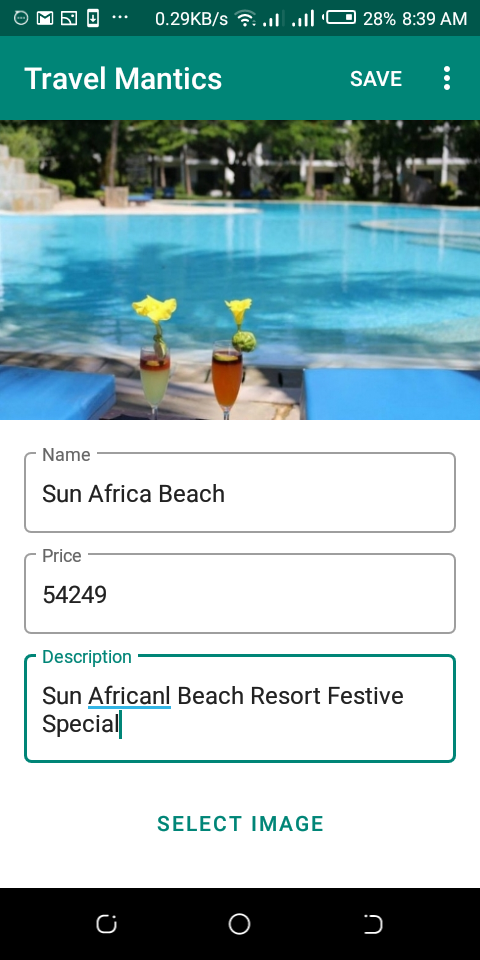 0.29KB/s 28% 8:39 AM
Travel Mantics SAVE
Name
Sun Africa Beach
Price
54249
Description
Sun Africanl Beach Resort Festive
Special
SELECT IMAGE